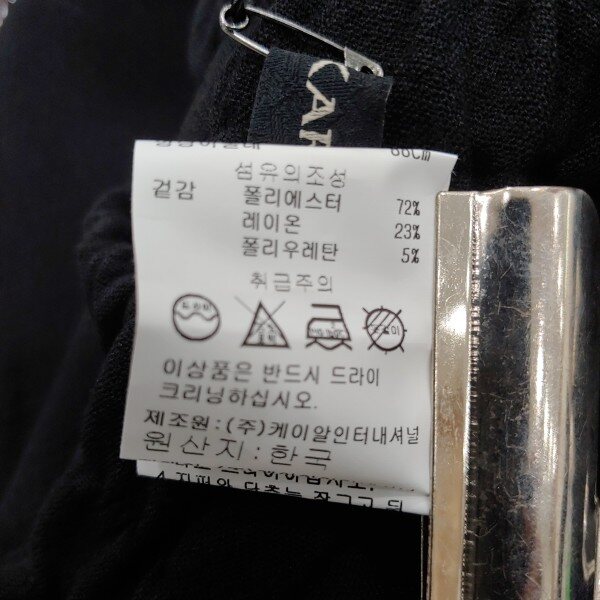 CAR
66cm
섬유의조성
겉감 폴리에스터 72%
레이온 23%
폴리우레탄 5%
취급주의
이상품은 반드시 드라이
크리닝하십시오.
제조원:(주)케이알인터내셔널
원산지:한국